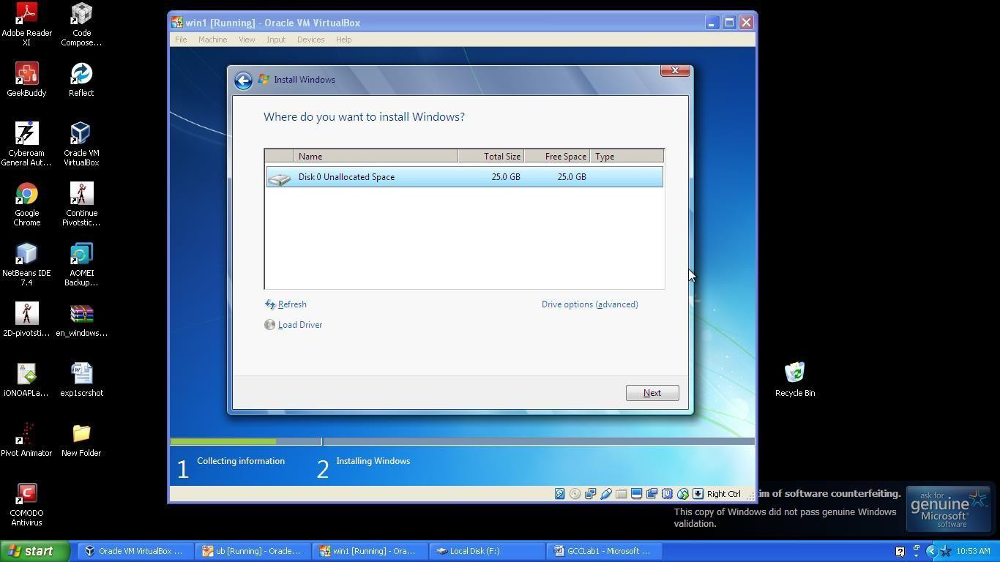 Adobe Reader
XI
Code
Compose...
GeekBuddy
Reflect
Cyberoam
General Aut...
Oracle VM
VirtualBox
Google
Chrome
Continue
Pivotstic...
NetBeans IDE
7.4
AOMEI
Backup...
2D-pivotsti...
en_windows...
iONOAPLa...
exp1scrshot
Pivot Animator
New Folder
COMODO
Antivirus
win1 [Running] - Oracle VM VirtualBox
File Machine View Input Devices Help
Install Windows
Where do you want to install Windows?
Name Total Size Free Space Type
Disk 0 Unallocated Space 25.0 GB 25.0 GB
Refresh
Drive options (advanced)
Load Driver
Next
1 Collecting information 2 Installing Windows
Right Ctrl
Recycle Bin
tim of software counterfeiting.
This copy of Windows did not pass genuine Windows
validation.
ask for
genuine
Microsoft
software
start
Oracle VM VirtualBox ...
ub [Running] - Oracle...
win1 [Running] - Ora...
Local Disk (F:)
GCCLab1 - Microsoft ...
10:53 AM